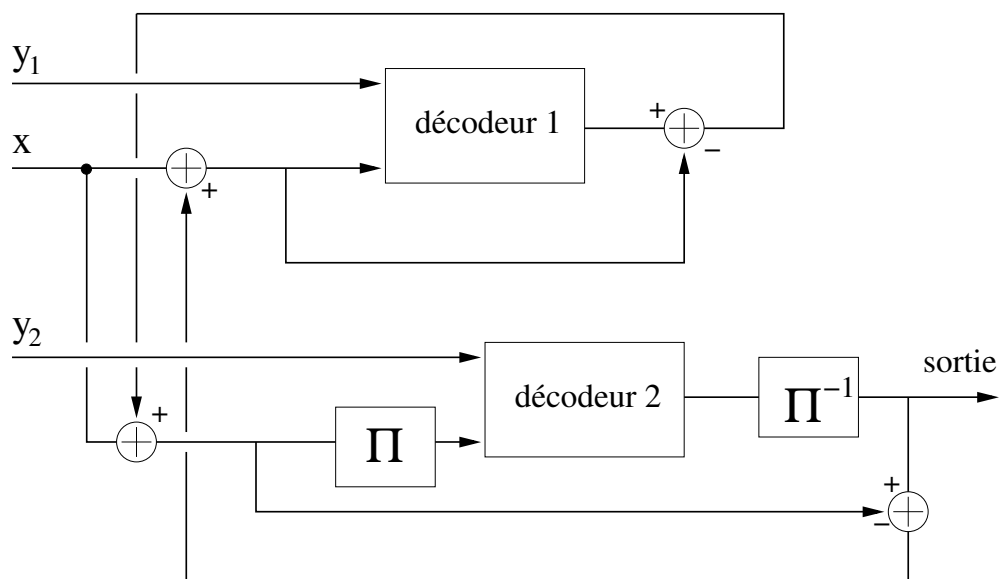 y₁
décodeur 1
+
−
x
+
y₂
sortie
décodeur 2
Π⁻¹
+
Π
+
−